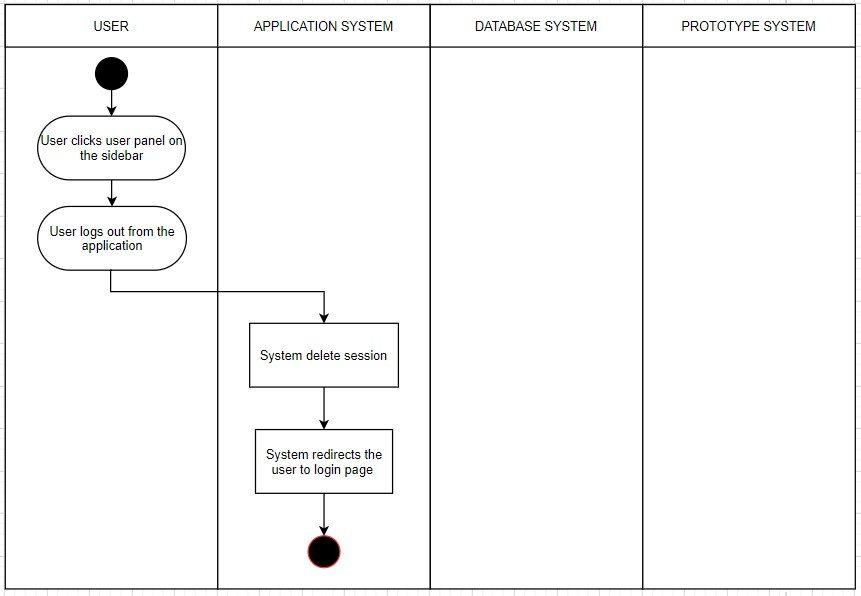 USER
APPLICATION SYSTEM
DATABASE SYSTEM
PROTOTYPE SYSTEM
User clicks user panel on
the sidebar
User logs out from the
application
System delete session
System redirects the
user to login page